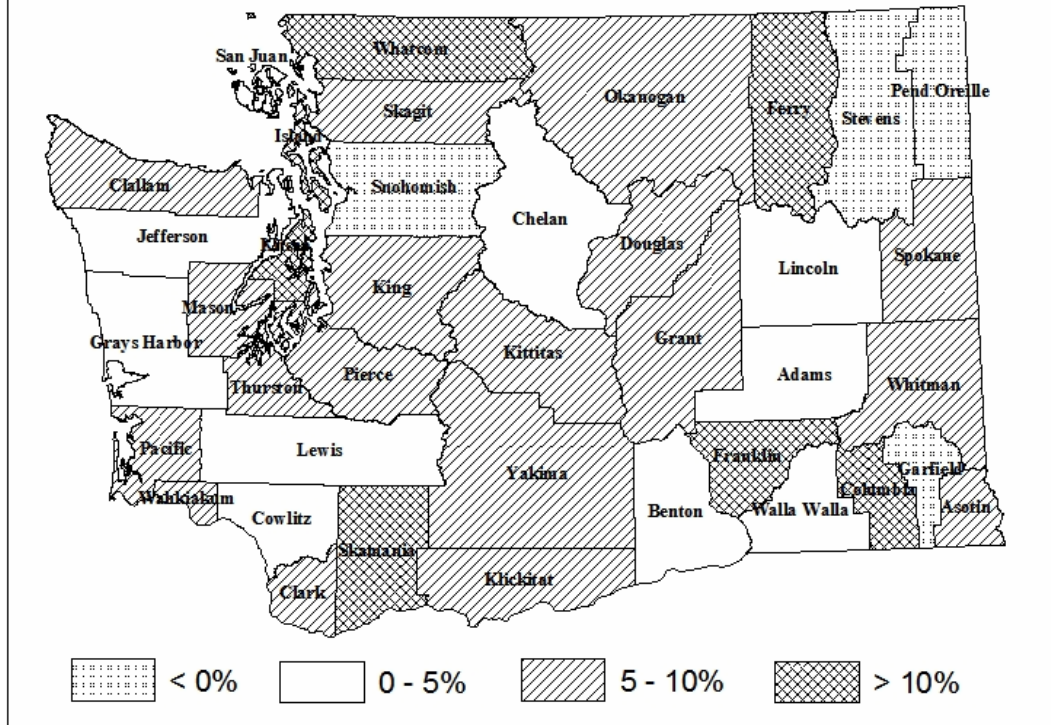 Whatcom
San Juan
Okanogan
Pend Oreille
Ferry
Skagit
Stevens
Island
Clallam
Snohomish
Chelan
Jefferson
Kitsap
Douglas
Spokane
Lincoln
King
Mason
Grays Harbor
Grant
Kittitas
Adams
Pierce
Whitman
Thurston
Pacific
Lewis
Franklin
Yakima
Garfield
Columbia
Wahkiakum
Asotin
Cowlitz
Benton
Walla Walla
Skamania
Klickitat
Clark
< 0%
0 - 5%
5 - 10%
> 10%